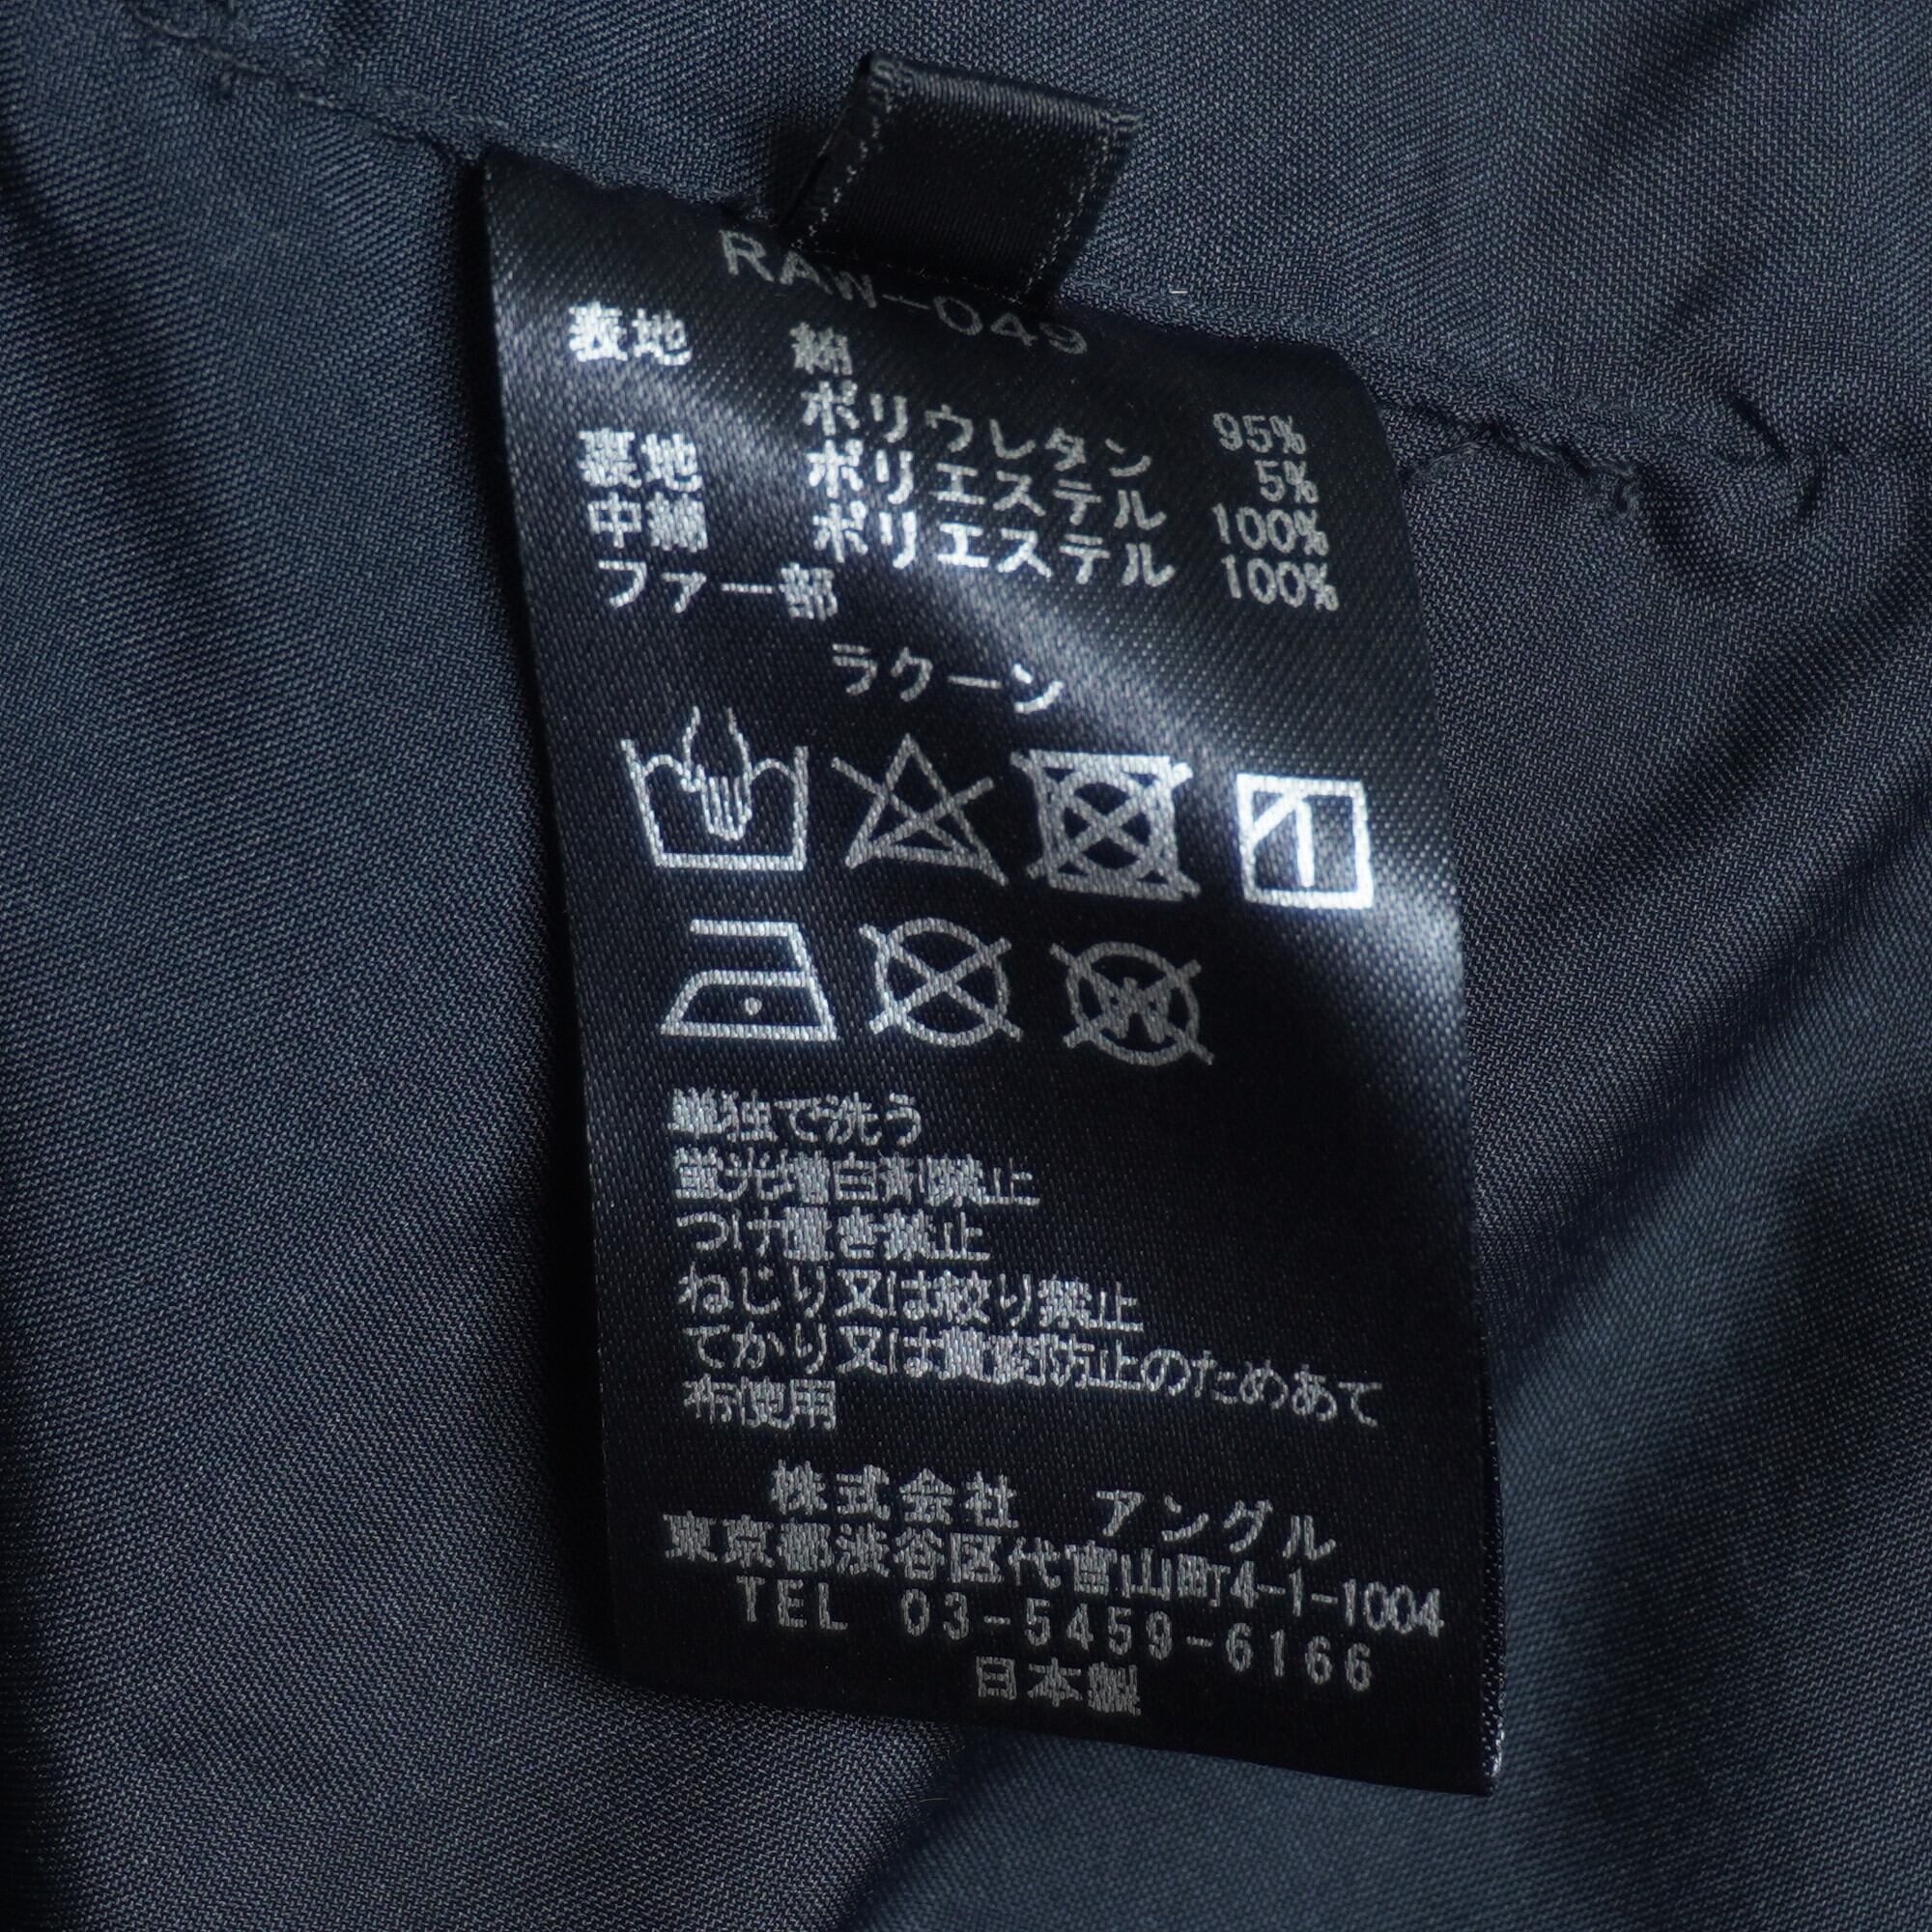 RAW-049
表地 綿 95%
ポリウレタン 5%
裏地 ポリエステル 100%
中綿 ポリエステル 100%
ファー部
ラクーン
単独で洗う
蛍光増白剤禁止
つけ置き禁止
ねじり又は絞り禁止
てかり又は鷲跡防止のためあて
布使用
株式会社 アングル
東京都渋谷区代官山町4-1-1004
TEL 03-5459-6166
日本製